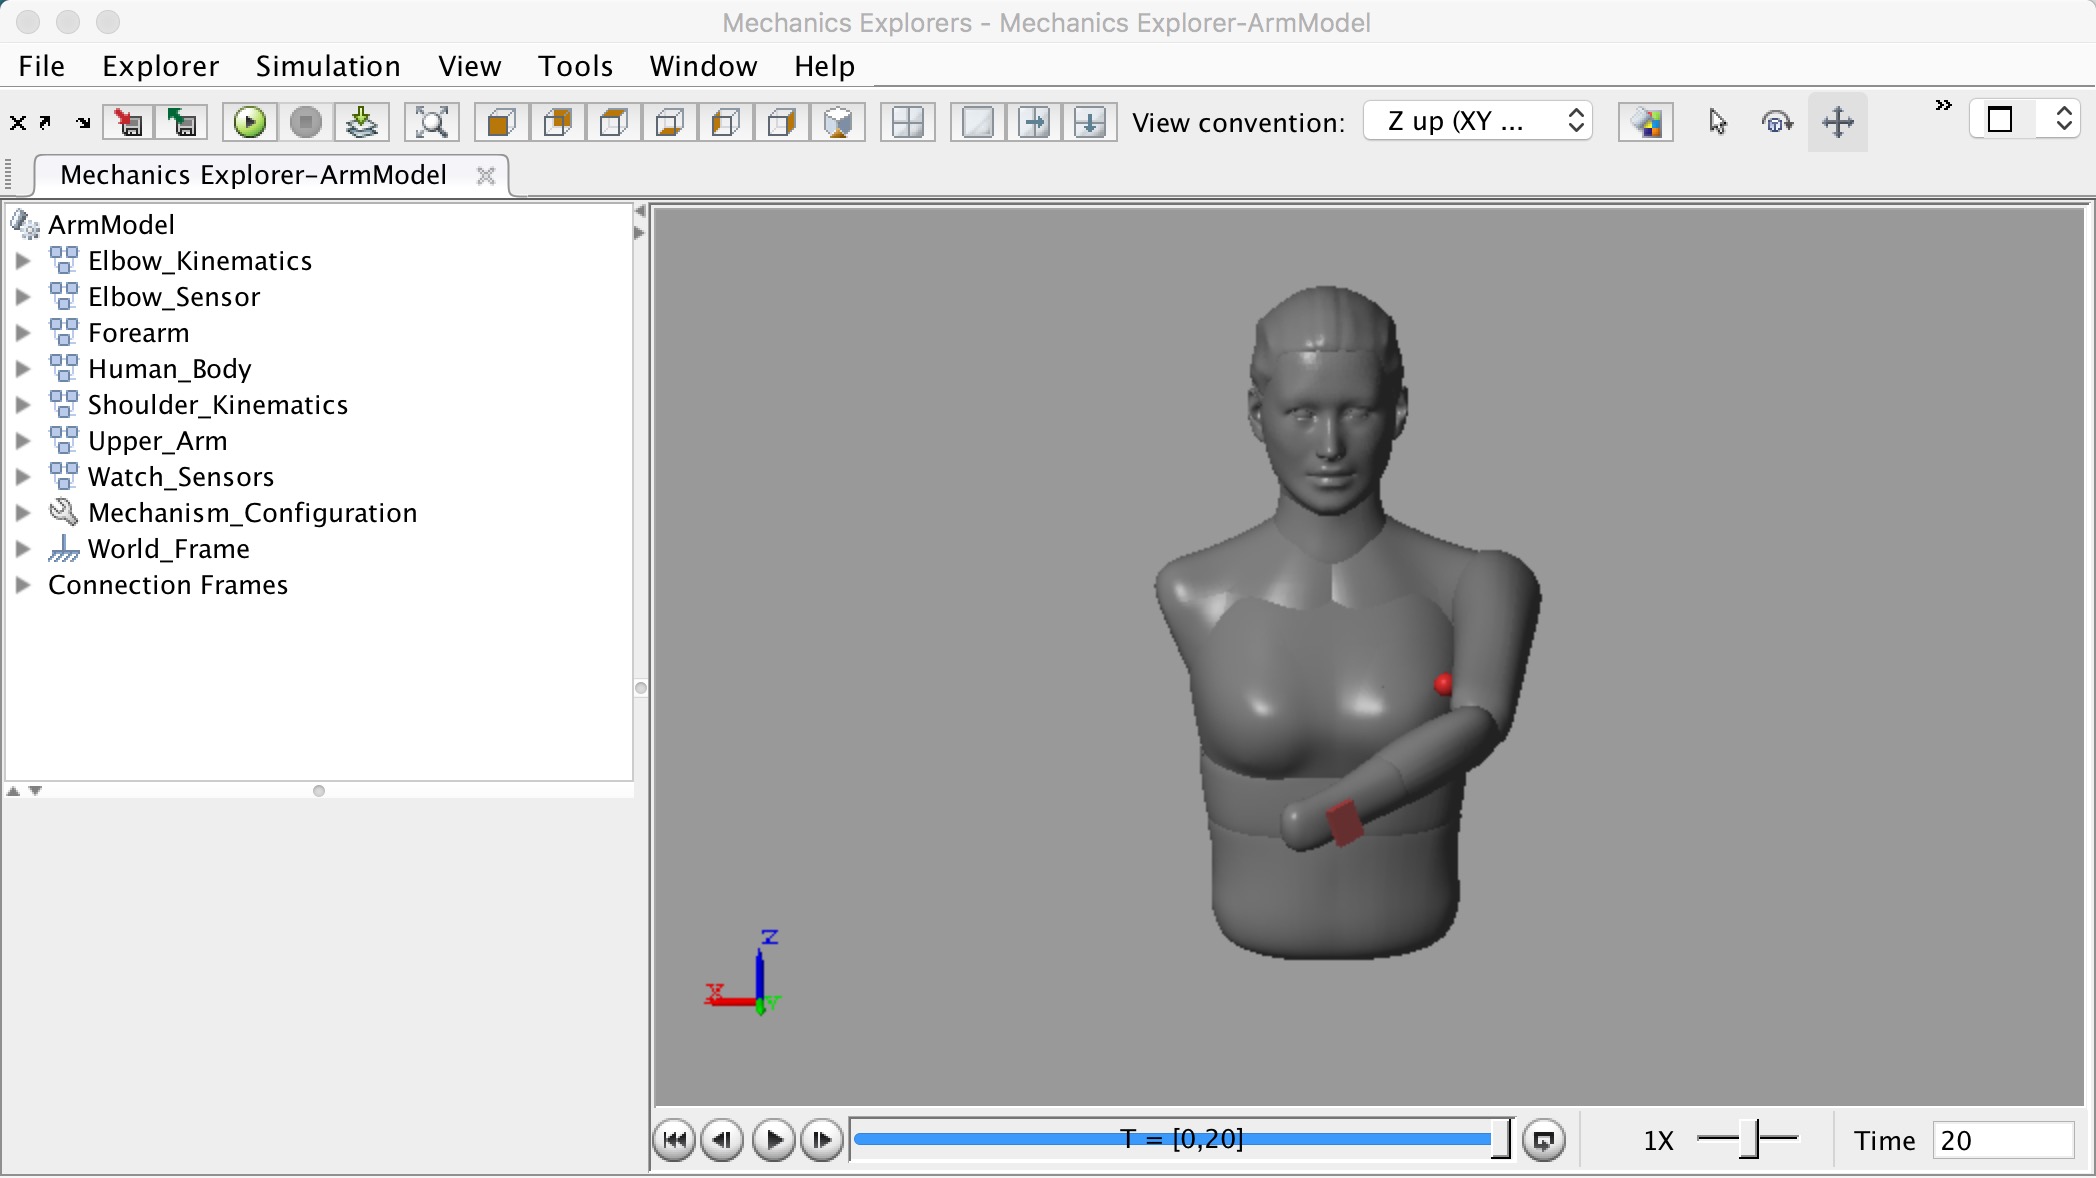 Mechanics Explorers - Mechanics Explorer-ArmModel
File Explorer Simulation View Tools Window Help
View convention: Z up (XY ... »
Mechanics Explorer-ArmModel
ArmModel
Elbow_Kinematics
Elbow_Sensor
Forearm
Human_Body
Shoulder_Kinematics
Upper_Arm
Watch_Sensors
Mechanism_Configuration
World_Frame
Connection Frames
Z
X Y
T = [0,20] 1X Time 20